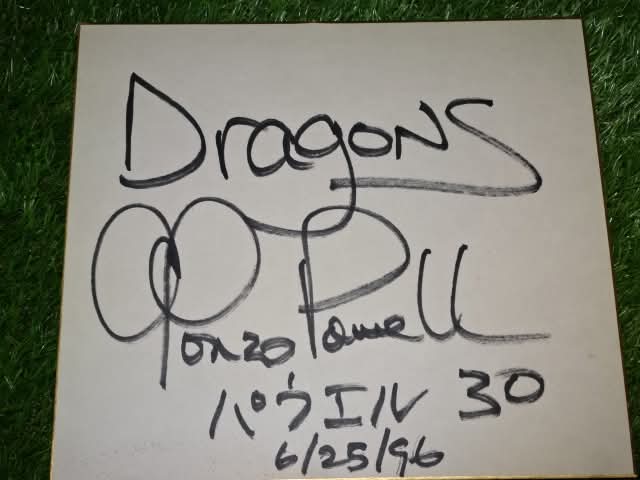 Dragons
Alonzo Powell
パウエル 30
6/25/96